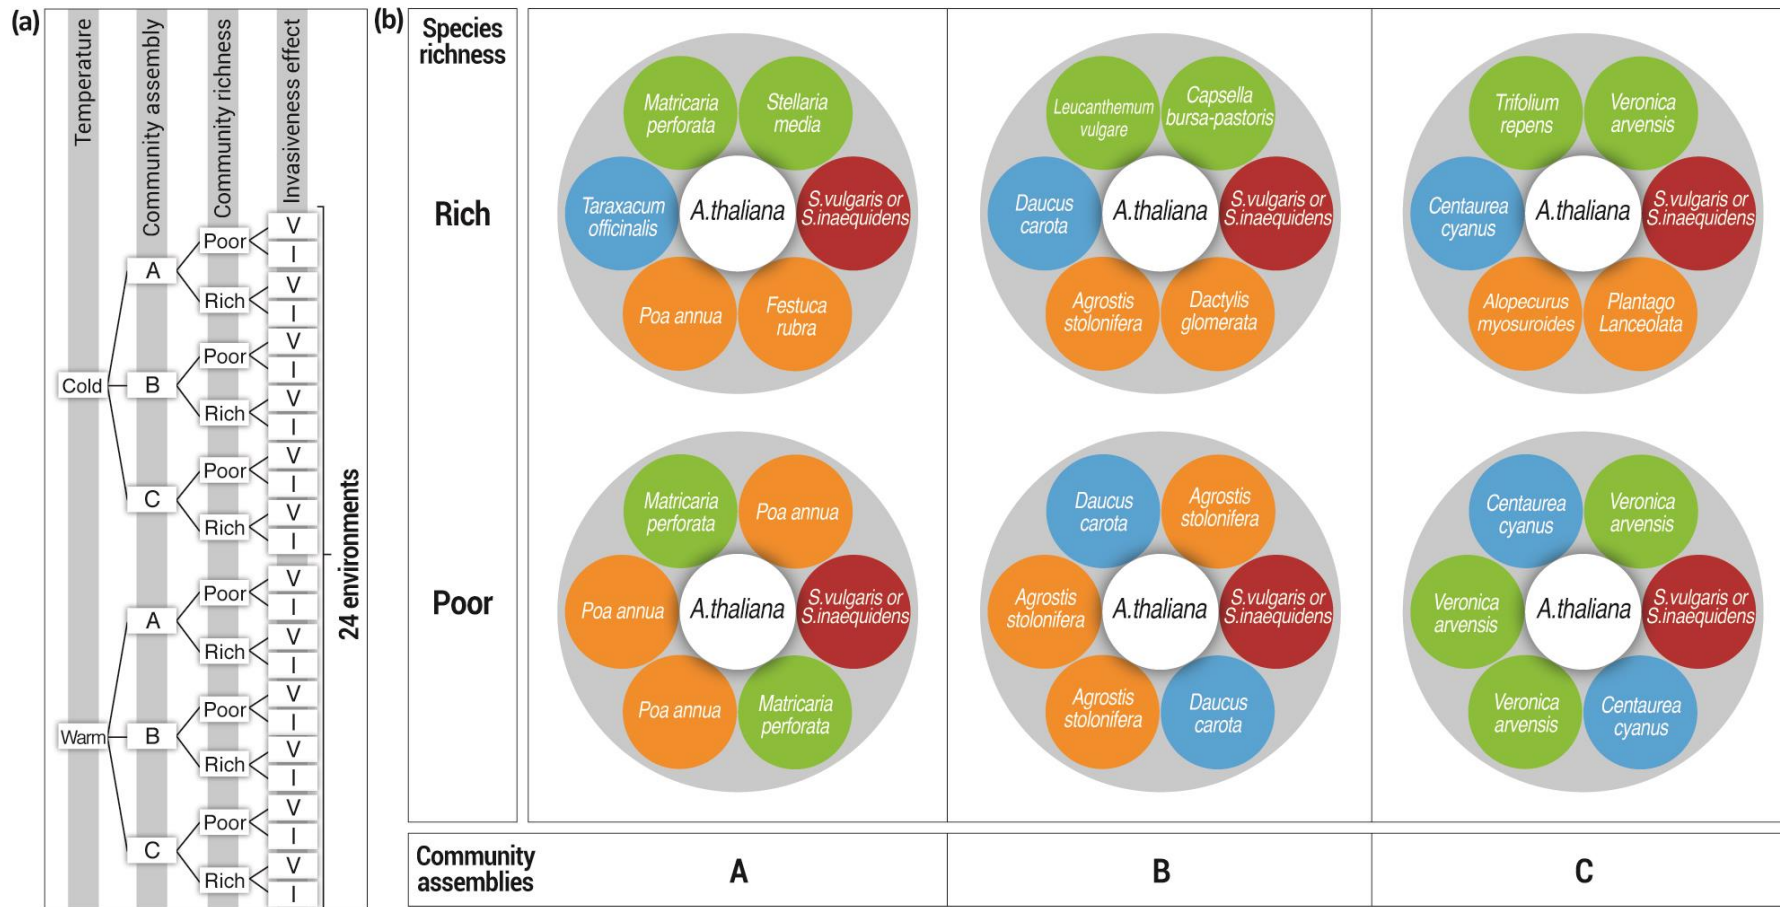 (a)
Temperature
Community assembly
Community richness
Invasiveness effect
Cold
A
Poor
V
I
Rich
V
I
B
Poor
V
I
Rich
V
I
C
Poor
V
I
Rich
V
I
Warm
A
Poor
V
I
Rich
V
I
B
Poor
V
I
Rich
V
I
C
Poor
V
I
Rich
V
I
24 environments
(b)
Species
richness
Rich
Matricaria
perforata
Stellaria
media
Taraxacum
officinalis
A.thaliana
S.vulgaris or
S.inaequidens
Poa annua
Festuca
rubra
Leucanthemum
vulgare
Capsella
bursa-pastoris
Daucus
carota
A.thaliana
S.vulgaris or
S.inaequidens
Agrostis
stolonifera
Dactylis
glomerata
Trifolium
repens
Veronica
arvensis
Centaurea
cyanus
A.thaliana
S.vulgaris or
S.inaequidens
Alopecurus
myosuroides
Plantago
Lanceolata
Poor
Matricaria
perforata
Poa annua
Poa annua
A.thaliana
S.vulgaris or
S.inaequidens
Poa annua
Matricaria
perforata
Daucus
carota
Agrostis
stolonifera
Agrostis
stolonifera
A.thaliana
S.vulgaris or
S.inaequidens
Agrostis
stolonifera
Daucus
carota
Centaurea
cyanus
Veronica
arvensis
Veronica
arvensis
A.thaliana
S.vulgaris or
S.inaequidens
Veronica
arvensis
Centaurea
cyanus
Community
assemblies
A
B
C